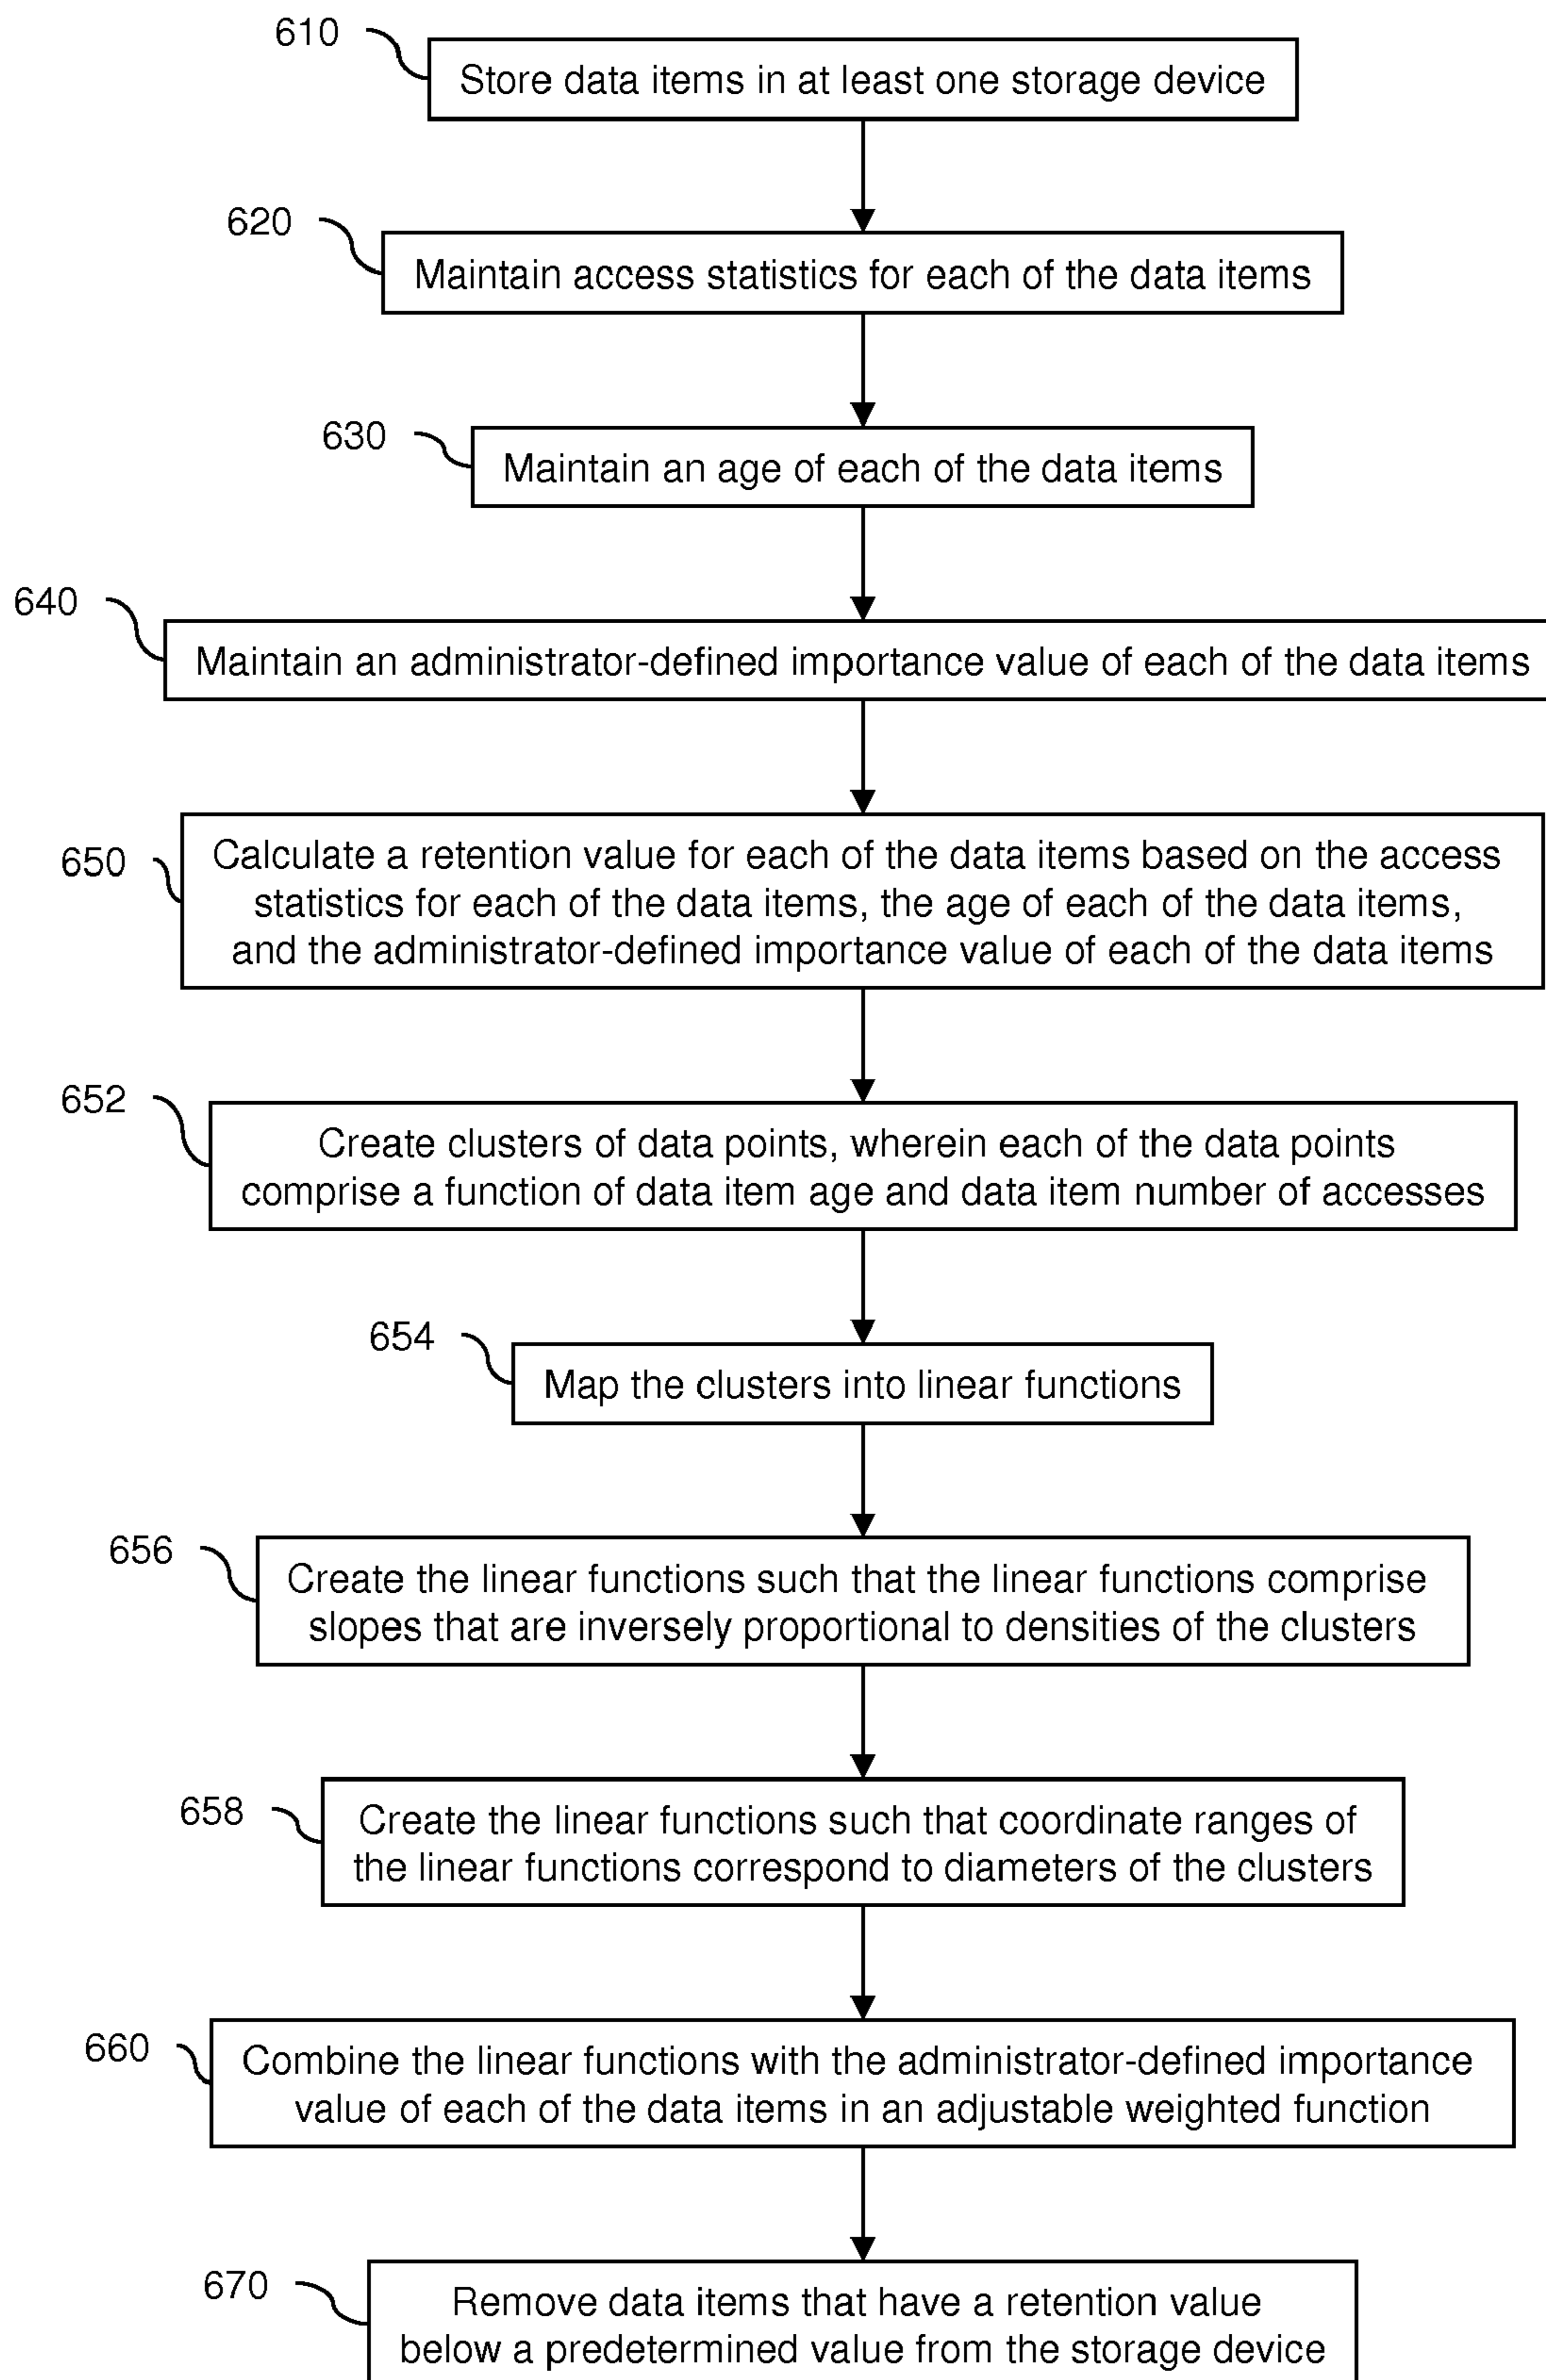 610
Store data items in at least one storage device
620
Maintain access statistics for each of the data items
630
Maintain an age of each of the data items
640
Maintain an administrator-defined importance value of each of the data items
650
Calculate a retention value for each of the data items based on the access
statistics for each of the data items, the age of each of the data items,
and the administrator-defined importance value of each of the data items
652
Create clusters of data points, wherein each of the data points
comprise a function of data item age and data item number of accesses
654
Map the clusters into linear functions
656
Create the linear functions such that the linear functions comprise
slopes that are inversely proportional to densities of the clusters
658
Create the linear functions such that coordinate ranges of
the linear functions correspond to diameters of the clusters
660
Combine the linear functions with the administrator-defined importance
value of each of the data items in an adjustable weighted function
670
Remove data items that have a retention value
below a predetermined value from the storage device